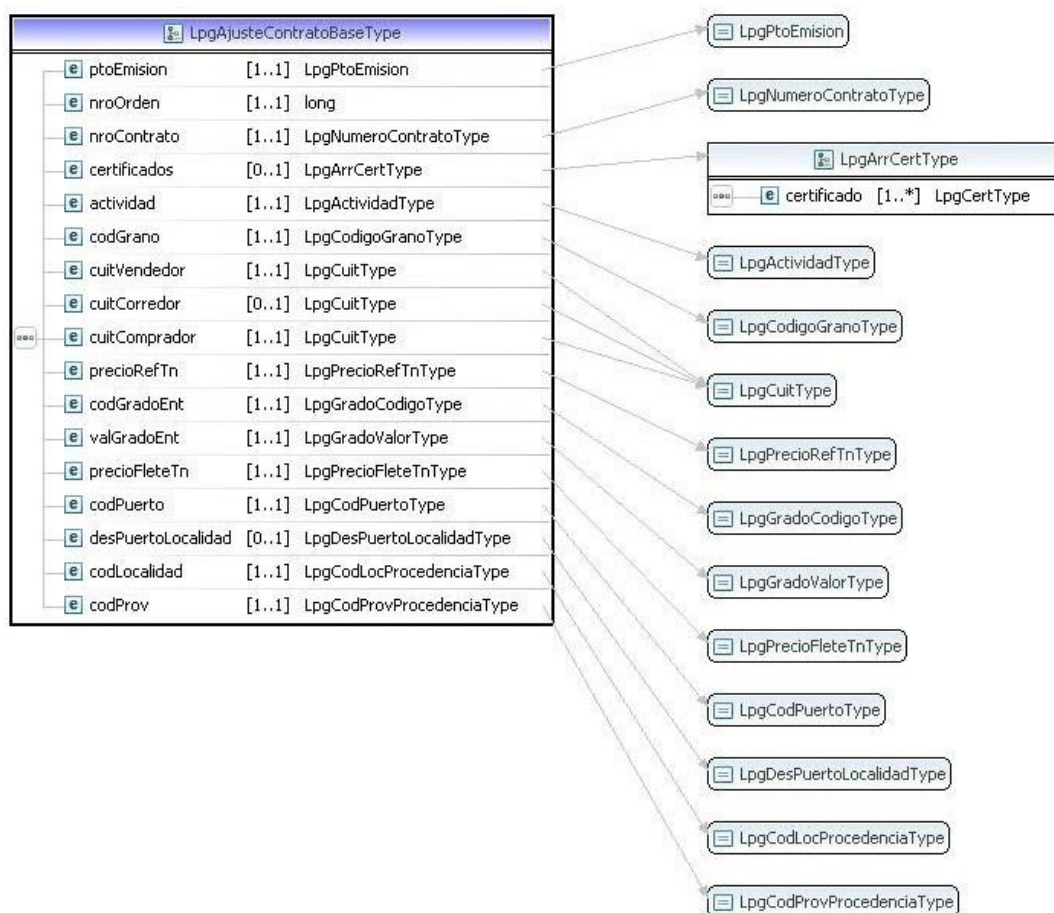 LpgAjusteContratoBaseType
ptoEmision [1..1] LpgPtoEmision
nroOrden [1..1] long
nroContrato [1..1] LpgNumeroContratoType
certificados [0..1] LpgArrCertType
actividad [1..1] LpgActividadType
codGrano [1..1] LpgCodigoGranoType
cuitVendedor [1..1] LpgCuitType
cuitCorredor [0..1] LpgCuitType
cuitComprador [1..1] LpgCuitType
precioRefTn [1..1] LpgPrecioRefTnType
codGradoEnt [1..1] LpgGradoCodigoType
valGradoEnt [1..1] LpgGradoValorType
precioFleteTn [1..1] LpgPrecioFleteTnType
codPuerto [1..1] LpgCodPuertoType
desPuertoLocalidad [0..1] LpgDesPuertoLocalidadType
codLocalidad [1..1] LpgCodLocProcedenciaType
codProv [1..1] LpgCodProvProcedenciaType
LpgPtoEmision
LpgNumeroContratoType
LpgArrCertType
certificado [1..*] LpgCertType
LpgActividadType
LpgCodigoGranoType
LpgCuitType
LpgPrecioRefTnType
LpgGradoCodigoType
LpgGradoValorType
LpgPrecioFleteTnType
LpgCodPuertoType
LpgDesPuertoLocalidadType
LpgCodLocProcedenciaType
LpgCodProvProcedenciaType